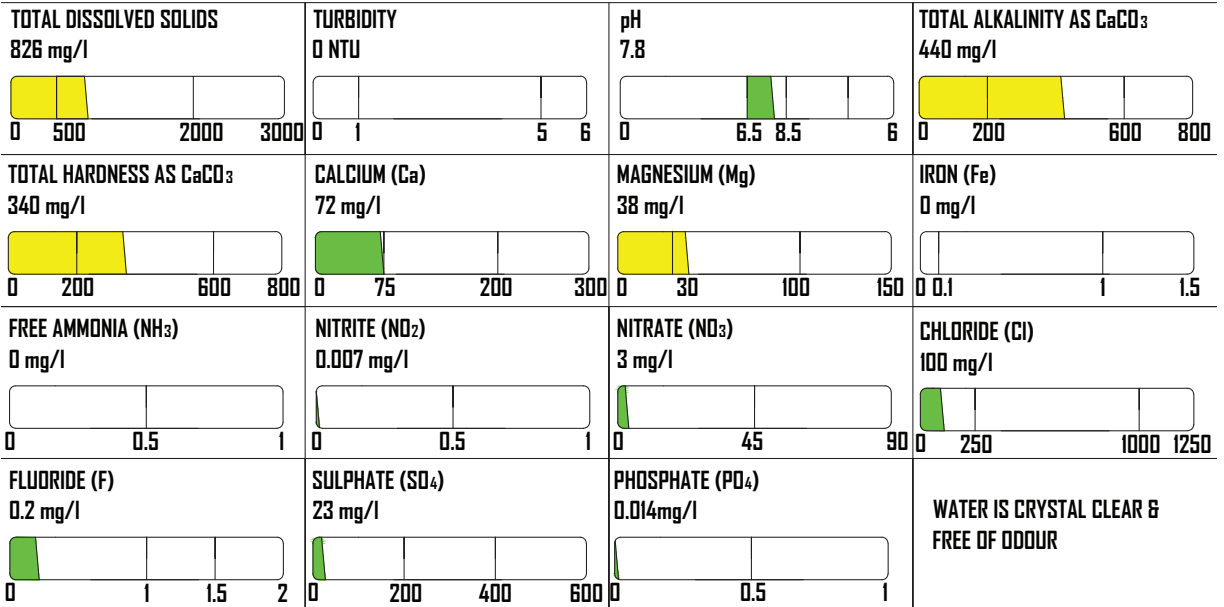 TOTAL DISSOLVED SOLIDS
826 mg/l
0 500 2000 3000
TURBIDITY
0 NTU
0 1 5 6
pH
7.8
0 6.5 8.5 6
TOTAL ALKALINITY AS CaCO3
440 mg/l
0 200 600 800
TOTAL HARDNESS AS CaCO3
340 mg/l
0 200 600 800
CALCIUM (Ca)
72 mg/l
0 75 200 300
MAGNESIUM (Mg)
38 mg/l
0 30 100 150
IRON (Fe)
0 mg/l
0 0.1 1 1.5
FREE AMMONIA (NH3)
0 mg/l
0 0.5 1
NITRITE (NO2)
0.007 mg/l
0 0.5 1
NITRATE (NO3)
3 mg/l
0 45 90
CHLORIDE (Cl)
100 mg/l
0 250 1000 1250
FLUORIDE (F)
0.2 mg/l
0 1 1.5 2
SULPHATE (SO4)
23 mg/l
0 200 400 600
PHOSPHATE (PO4)
0.014mg/l
0 0.5 1
WATER IS CRYSTAL CLEAR &
FREE OF ODOUR